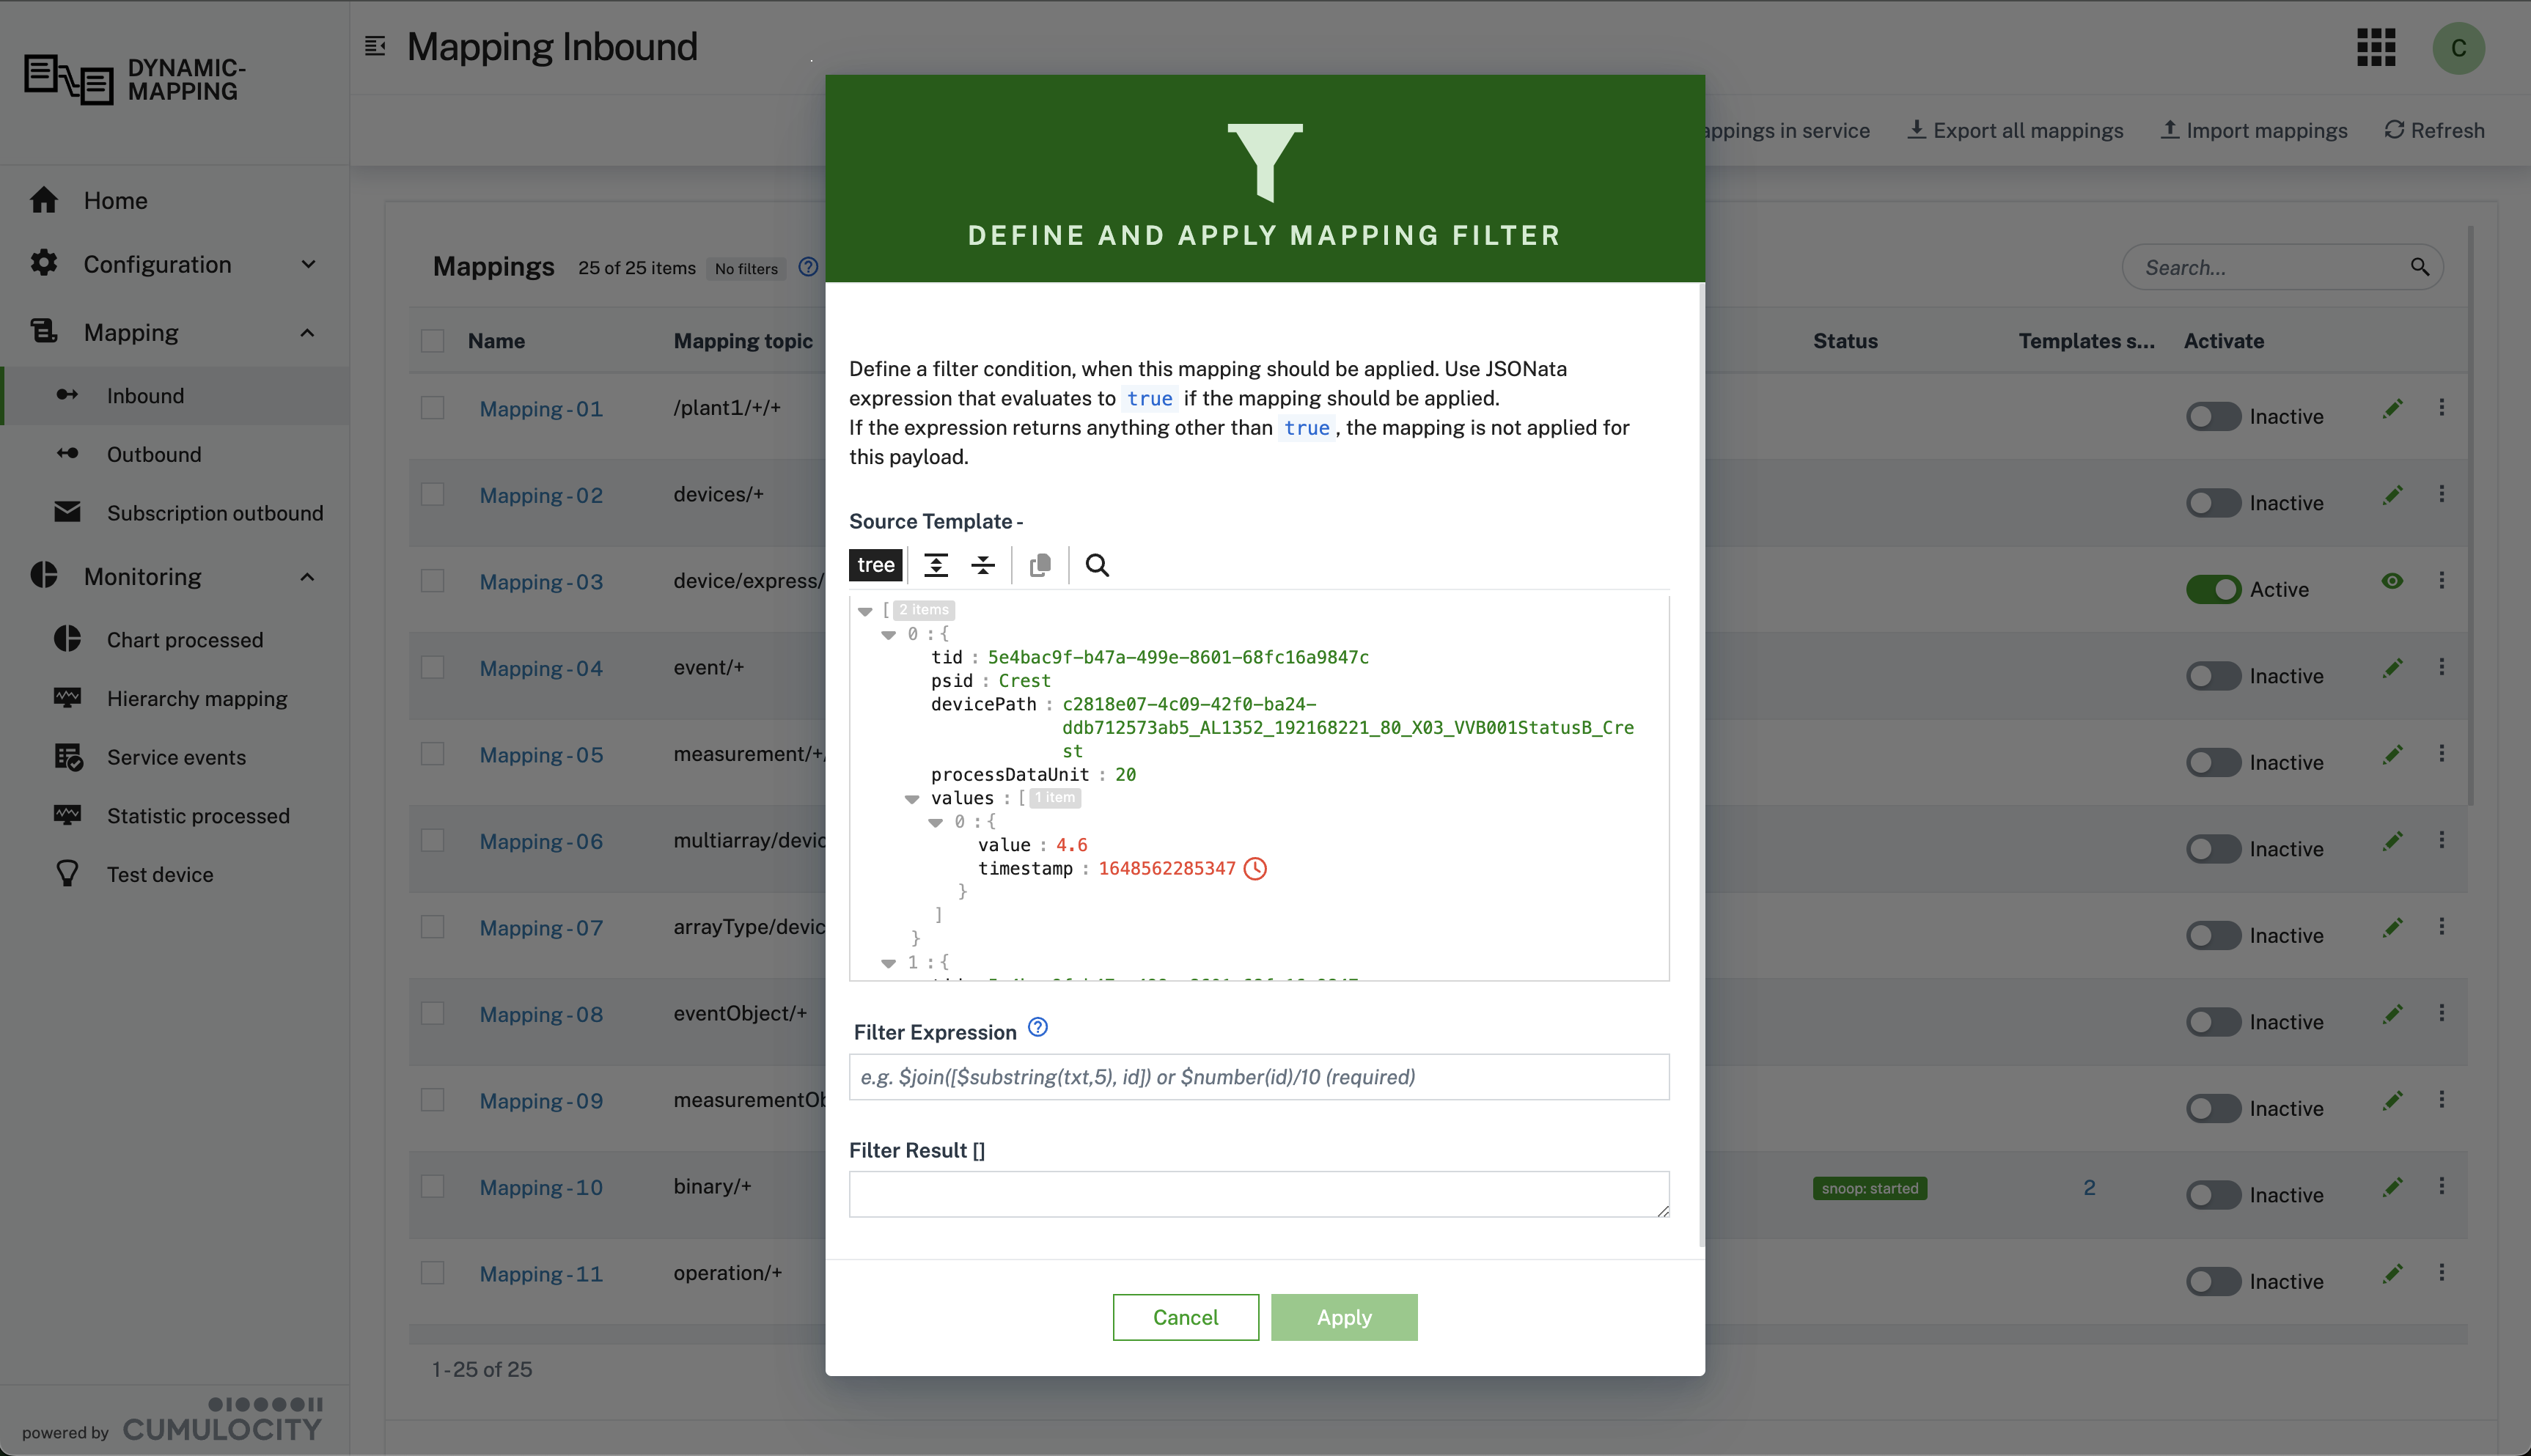 DYNAMIC-
MAPPING
Home
Configuration
Mapping
Inbound
Outbound
Subscription outbound
Monitoring
Chart processed
Hierarchy mapping
Service events
Statistic processed
Test device
powered by
CUMULOCITY
Mapping Inbound
C
mappings in service
Export all mappings
Import mappings
Refresh
Mappings 25 of 25 items No filters
Search...
Name Mapping topic Status Templates s... Activate
Mapping - 01 /plant1/+/+ Inactive
Mapping - 02 devices/+ Inactive
Mapping - 03 device/express/ Active
Mapping - 04 event/+ Inactive
Mapping - 05 measurement/+/ Inactive
Mapping - 06 multiarray/devic Inactive
Mapping - 07 arrayType/devic Inactive
Mapping - 08 eventObject/+ Inactive
Mapping - 09 measurementOb Inactive
Mapping - 10 binary/+ snoop: started 2 Inactive
Mapping - 11 operation/+ Inactive
1 - 25 of 25
DEFINE AND APPLY MAPPING FILTER
Define a filter condition, when this mapping should be applied. Use JSONata
expression that evaluates to true if the mapping should be applied.
If the expression returns anything other than true , the mapping is not applied for
this payload.
Source Template -
tree
[ 2 items
0 : {
tid : 5e4bac9f-b47a-499e-8601-68fc16a9847c
psid : Crest
devicePath : c2818e07-4c09-42f0-ba24-
ddb712573ab5_AL1352_192168221_80_X03_VVB001StatusB_Cre
st
processDataUnit : 20
values : [ 1 item
0 : {
value : 4.6
timestamp : 1648562285347
}
]
}
1 : {
Filter Expression
e.g. $join([$substring(txt,5), id]) or $number(id)/10 (required)
Filter Result []
Cancel
Apply